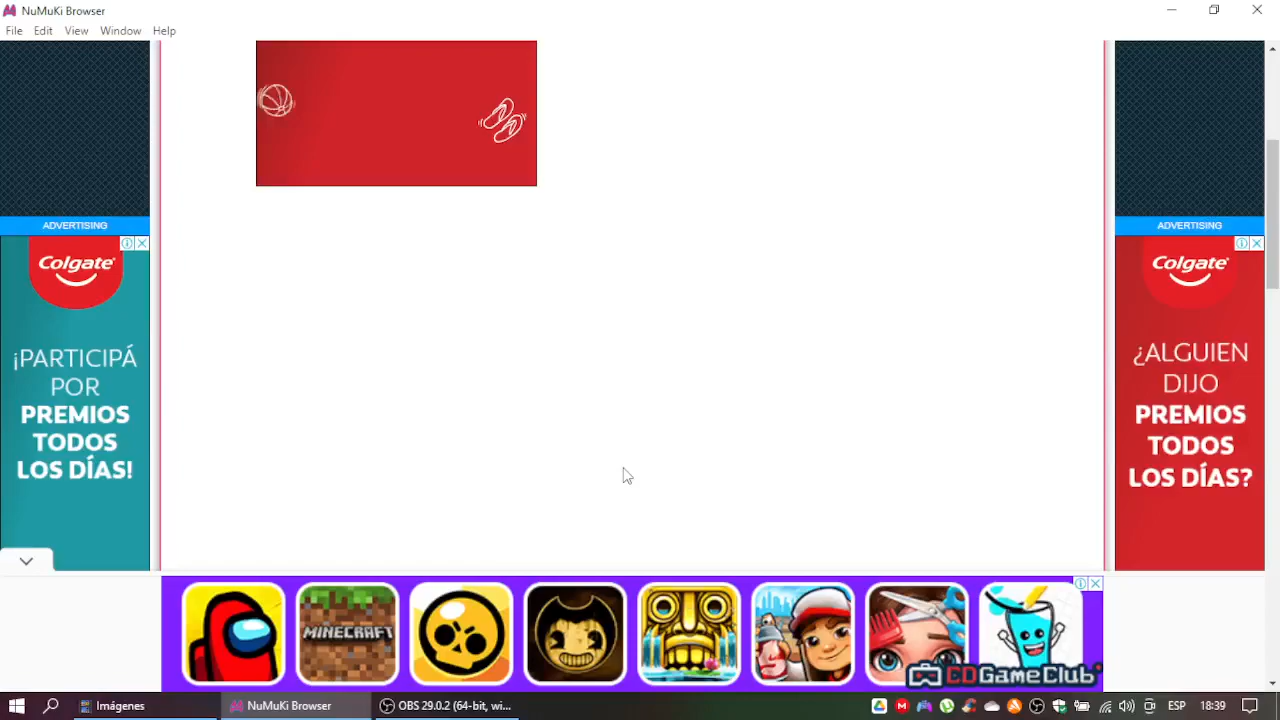 NuMuKi Browser
File Edit View Window Help
ADVERTISING
Colgate
¡PARTICIPÁ
POR
PREMIOS
TODOS
LOS DÍAS!
ADVERTISING
Colgate
¿ALGUIEN
DIJO
PREMIOS
TODOS
LOS DÍAS?
MINECRAFT
CDGameClub
Imágenes NuMuKi Browser OBS 29.0.2 (64-bit, wi... ESP 18:39